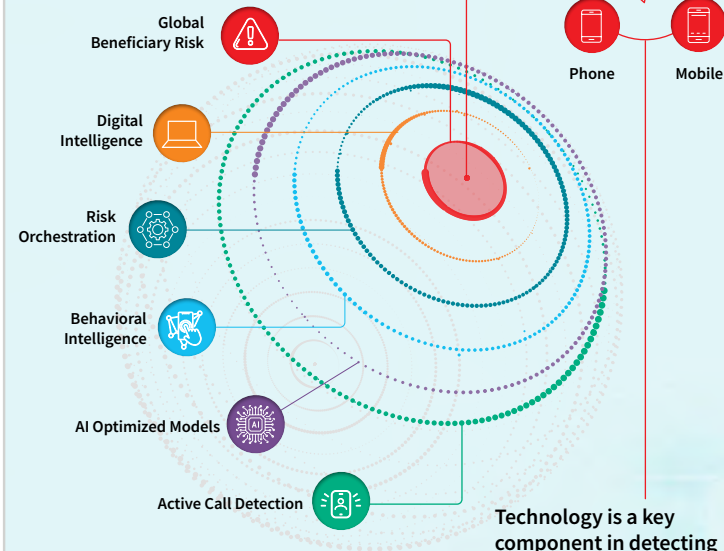 Global
Beneficiary Risk
Phone
Mobile
Digital
Intelligence
Risk
Orchestration
Behavioral
Intelligence
AI
AI Optimized Models
Active Call Detection
Technology is a key
component in detecting